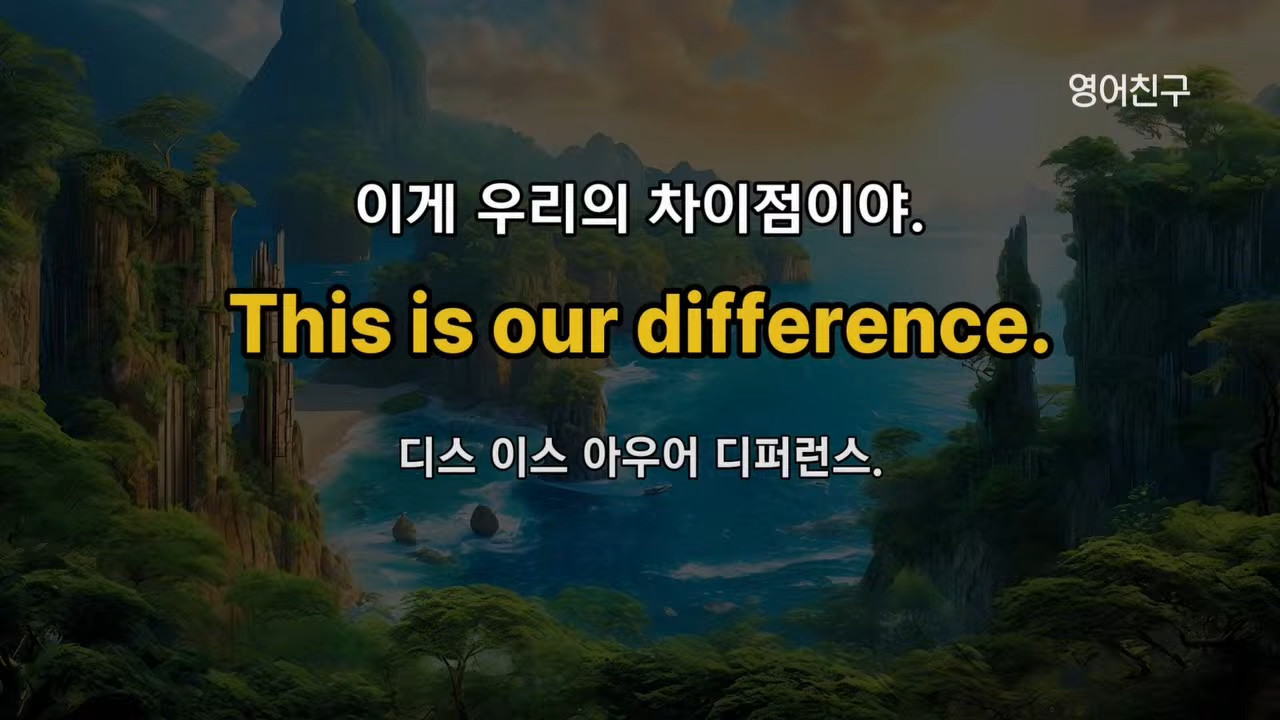 영어친구
이게 우리의 차이점이야.
This is our difference.
디스 이스 아우어 디퍼런스.